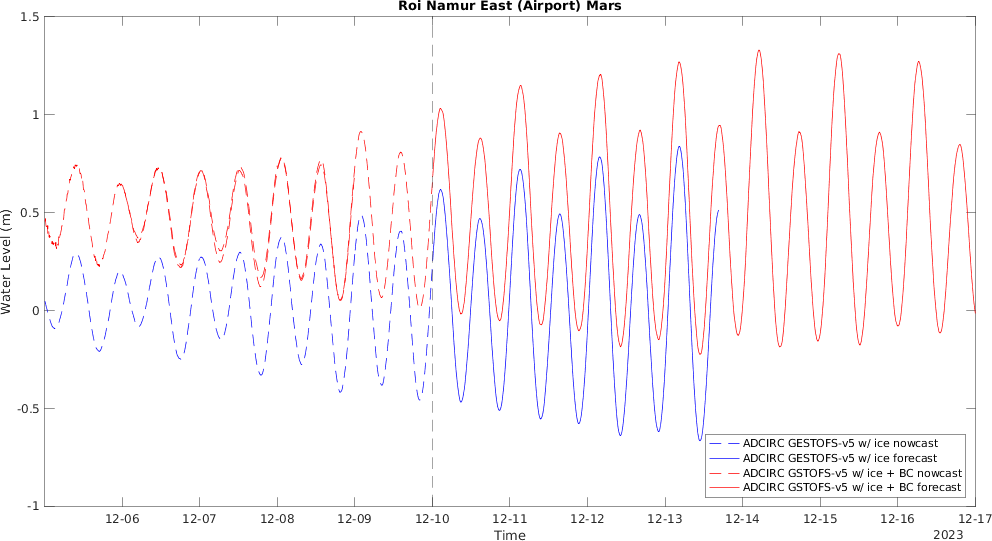 Roi Namur East (Airport) Mars
1.5
1
0.5
0
-0.5
-1
Water Level (m)
12-06 12-07 12-08 12-09 12-10 12-11 12-12 12-13 12-14 12-15 12-16 12-17
Time
2023
ADCIRC GESTOFS-v5 w/ ice nowcast
ADCIRC GESTOFS-v5 w/ ice forecast
ADCIRC GSTOFS-v5 w/ ice + BC nowcast
ADCIRC GSTOFS-v5 w/ ice + BC forecast